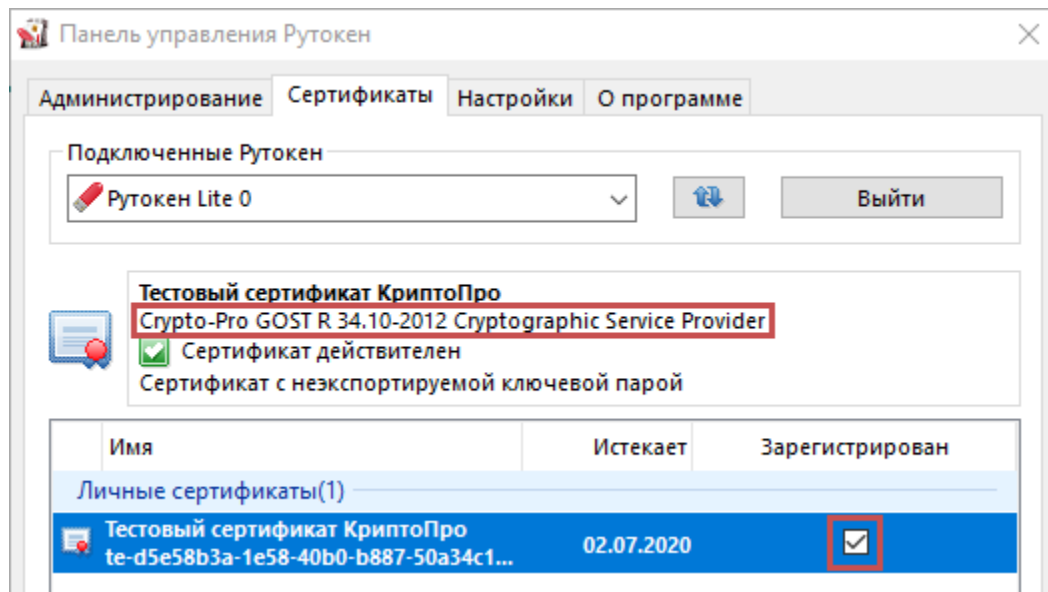 Панель управления Рутокен
Администрирование Сертификаты Настройки О программе
Подключенные Рутокен
Рутокен Lite 0 Выйти
Тестовый сертификат КриптоПро
Crypto-Pro GOST R 34.10-2012 Cryptographic Service Provider
Сертификат действителен
Сертификат с неэкспортируемой ключевой парой
Имя Истекает Зарегистрирован
Личные сертификаты(1)
Тестовый сертификат КриптоПро
te-d5e58b3a-1e58-40b0-b887-50a34c1... 02.07.2020